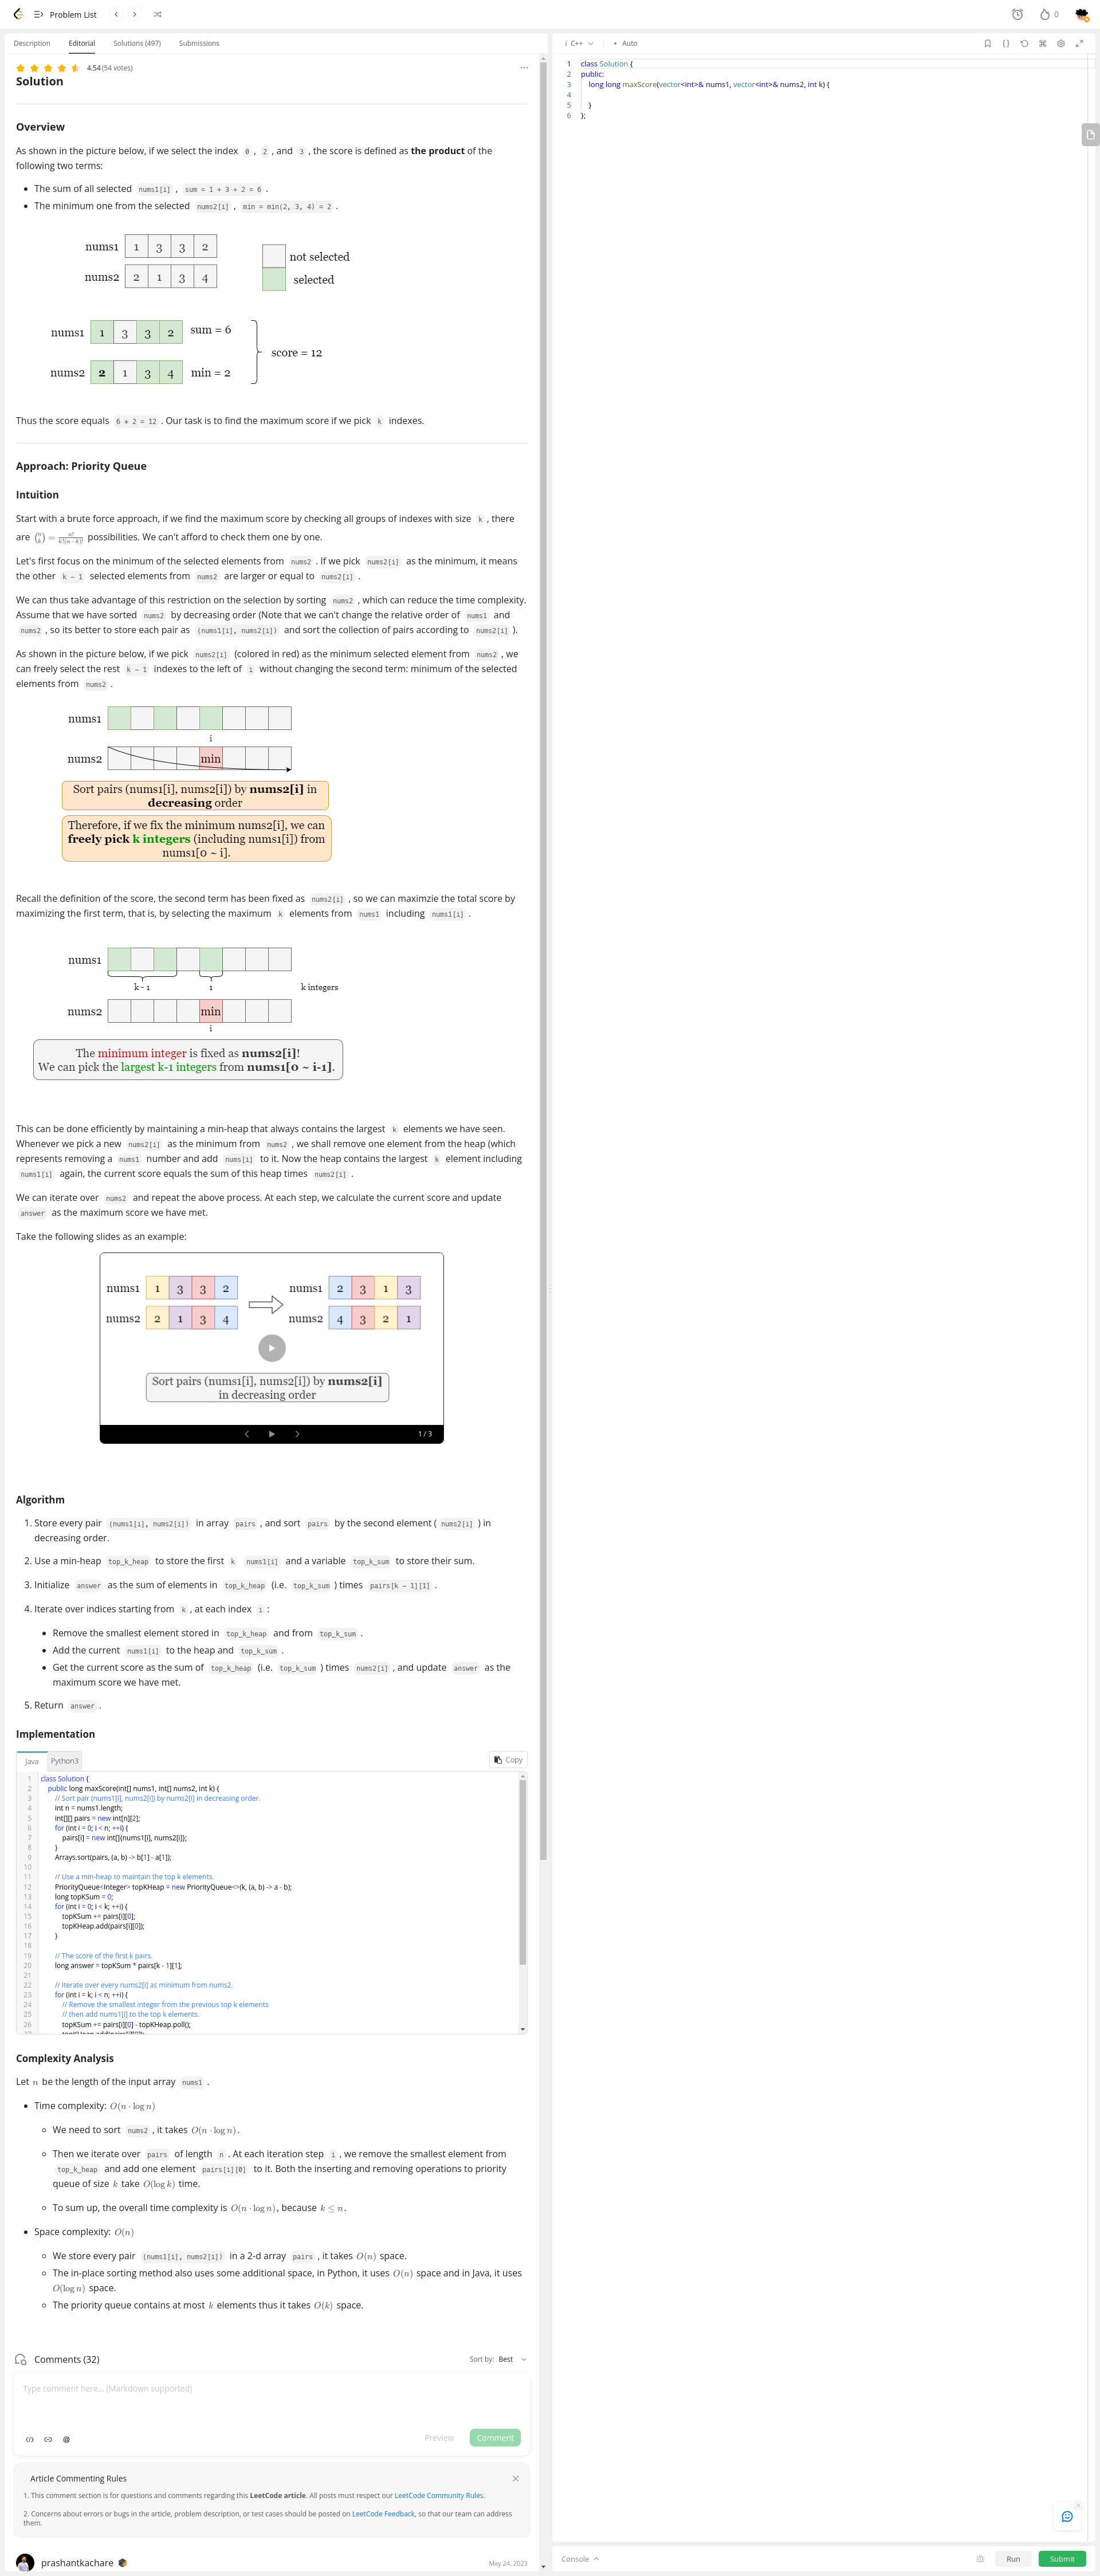 Problem List
0
Description Editorial Solutions (497) Submissions
4.54 (54 votes)
Solution
Overview
As shown in the picture below, if we select the index 0 , 2 , and 3 , the score is defined as the product of the
following two terms:
• The sum of all selected nums1[i] , sum = 1 + 3 + 2 = 6 .
• The minimum one from the selected nums2[i] , min = min(2, 3, 4) = 2 .
nums1 1 3 3 2
not selected
nums2 2 1 3 4
selected
nums1 1 3 3 2 sum = 6
score = 12
nums2 2 1 3 4 min = 2
Thus the score equals 6 * 2 = 12 . Our task is to find the maximum score if we pick k indexes.
Approach: Priority Queue
Intuition
Start with a brute force approach, if we find the maximum score by checking all groups of indexes with size k , there
are (n k) = n! / k!(n−k)! possibilities. We can't afford to check them one by one.
Let's first focus on the minimum of the selected elements from nums2 . If we pick nums2[i] as the minimum, it means
the other k − 1 selected elements from nums2 are larger or equal to nums2[i] .
We can thus take advantage of this restriction on the selection by sorting nums2 , which can reduce the time complexity.
Assume that we have sorted nums2 by decreasing order (Note that we can't change the relative order of nums1 and
nums2 , so its better to store each pair as (nums1[i], nums2[i]) and sort the collection of pairs according to nums2[i] ).
As shown in the picture below, if we pick nums2[i] (colored in red) as the minimum selected element from nums2 , we
can freely select the rest k − 1 indexes to the left of i without changing the second term: minimum of the selected
elements from nums2 .
nums1
i
nums2 min
Sort pairs (nums1[i], nums2[i]) by nums2[i] in
decreasing order
Therefore, if we fix the minimum nums2[i], we can
freely pick k integers (including nums1[i]) from
nums1[0 ~ i].
Recall the definition of the score, the second term has been fixed as nums2[i] , so we can maximzie the total score by
maximizing the first term, that is, by selecting the maximum k elements from nums1 including nums1[i] .
nums1
k - 1 1 k integers
nums2 min
i
The minimum integer is fixed as nums2[i]!
We can pick the largest k-1 integers from nums1[0 ~ i-1].
This can be done efficiently by maintaining a min-heap that always contains the largest k elements we have seen.
Whenever we pick a new nums2[i] as the minimum from nums2 , we shall remove one element from the heap (which
represents removing a nums1 number and add nums[i] to it. Now the heap contains the largest k element including
nums1[i] again, the current score equals the sum of this heap times nums2[i] .
We can iterate over nums2 and repeat the above process. At each step, we calculate the current score and update
answer as the maximum score we have met.
Take the following slides as an example:
nums1 1 3 3 2 nums1 2 3 1 3
nums2 2 1 3 4 nums2 4 3 2 1
Sort pairs (nums1[i], nums2[i]) by nums2[i]
in decreasing order
1 / 3
Algorithm
1. Store every pair (nums1[i], nums2[i]) in array pairs , and sort pairs by the second element ( nums2[i] ) in
decreasing order.
2. Use a min-heap top_k_heap to store the first k nums1[i] and a variable top_k_sum to store their sum.
3. Initialize answer as the sum of elements in top_k_heap (i.e. top_k_sum ) times pairs[k − 1][1] .
4. Iterate over indices starting from k , at each index i :
• Remove the smallest element stored in top_k_heap and from top_k_sum .
• Add the current nums1[i] to the heap and top_k_sum .
• Get the current score as the sum of top_k_heap (i.e. top_k_sum ) times nums2[i] , and update answer as the
maximum score we have met.
5. Return answer .
Implementation
Java Python3 Copy
1 class Solution {
2 public long maxScore(int[] nums1, int[] nums2, int k) {
3 // Sort pair (nums1[i], nums2[i]) by nums2[i] in decreasing order.
4 int n = nums1.length;
5 int[][] pairs = new int[n][2];
6 for (int i = 0; i < n; ++i) {
7 pairs[i] = new int[]{nums1[i], nums2[i]};
8 }
9 Arrays.sort(pairs, (a, b) -> b[1] - a[1]);
10
11 // Use a min-heap to maintain the top k elements.
12 PriorityQueue<Integer> topKHeap = new PriorityQueue<>(k, (a, b) -> a - b);
13 long topKSum = 0;
14 for (int i = 0; i < k; ++i) {
15 topKSum += pairs[i][0];
16 topKHeap.add(pairs[i][0]);
17 }
18
19 // The score of the first k pairs.
20 long answer = topKSum * pairs[k - 1][1];
21
22 // Iterate over every nums2[i] as minimum from nums2.
23 for (int i = k; i < n; ++i) {
24 // Remove the smallest integer from the previous top k elements
25 // then add nums1[i] to the top k elements.
26 topKSum += pairs[i][0] - topKHeap.poll();
Complexity Analysis
Let n be the length of the input array nums1 .
• Time complexity: O(n · log n)
◦ We need to sort nums2 , it takes O(n · log n).
◦ Then we iterate over pairs of length n . At each iteration step i , we remove the smallest element from
top_k_heap and add one element pairs[i][0] to it. Both the inserting and removing operations to priority
queue of size k take O(log k) time.
◦ To sum up, the overall time complexity is O(n · log n), because k ≤ n.
• Space complexity: O(n)
◦ We store every pair (nums1[i], nums2[i]) in a 2-d array pairs , it takes O(n) space.
◦ The in-place sorting method also uses some additional space, in Python, it uses O(n) space and in Java, it uses
O(log n) space.
◦ The priority queue contains at most k elements thus it takes O(k) space.
Comments (32) Sort by: Best
Type comment here... (Markdown supported)
Preview Comment
Article Commenting Rules
1. This comment section is for questions and comments regarding this LeetCode article. All posts must respect our LeetCode Community Rules.
2. Concerns about errors or bugs in the article, problem description, or test cases should be posted on LeetCode Feedback, so that our team can address
them.
prashantkachare May 24, 2023
i C++ • Auto
1 class Solution {
2 public:
3 long long maxScore(vector<int>& nums1, vector<int>& nums2, int k) {
4
5 }
6 };
Console Run Submit